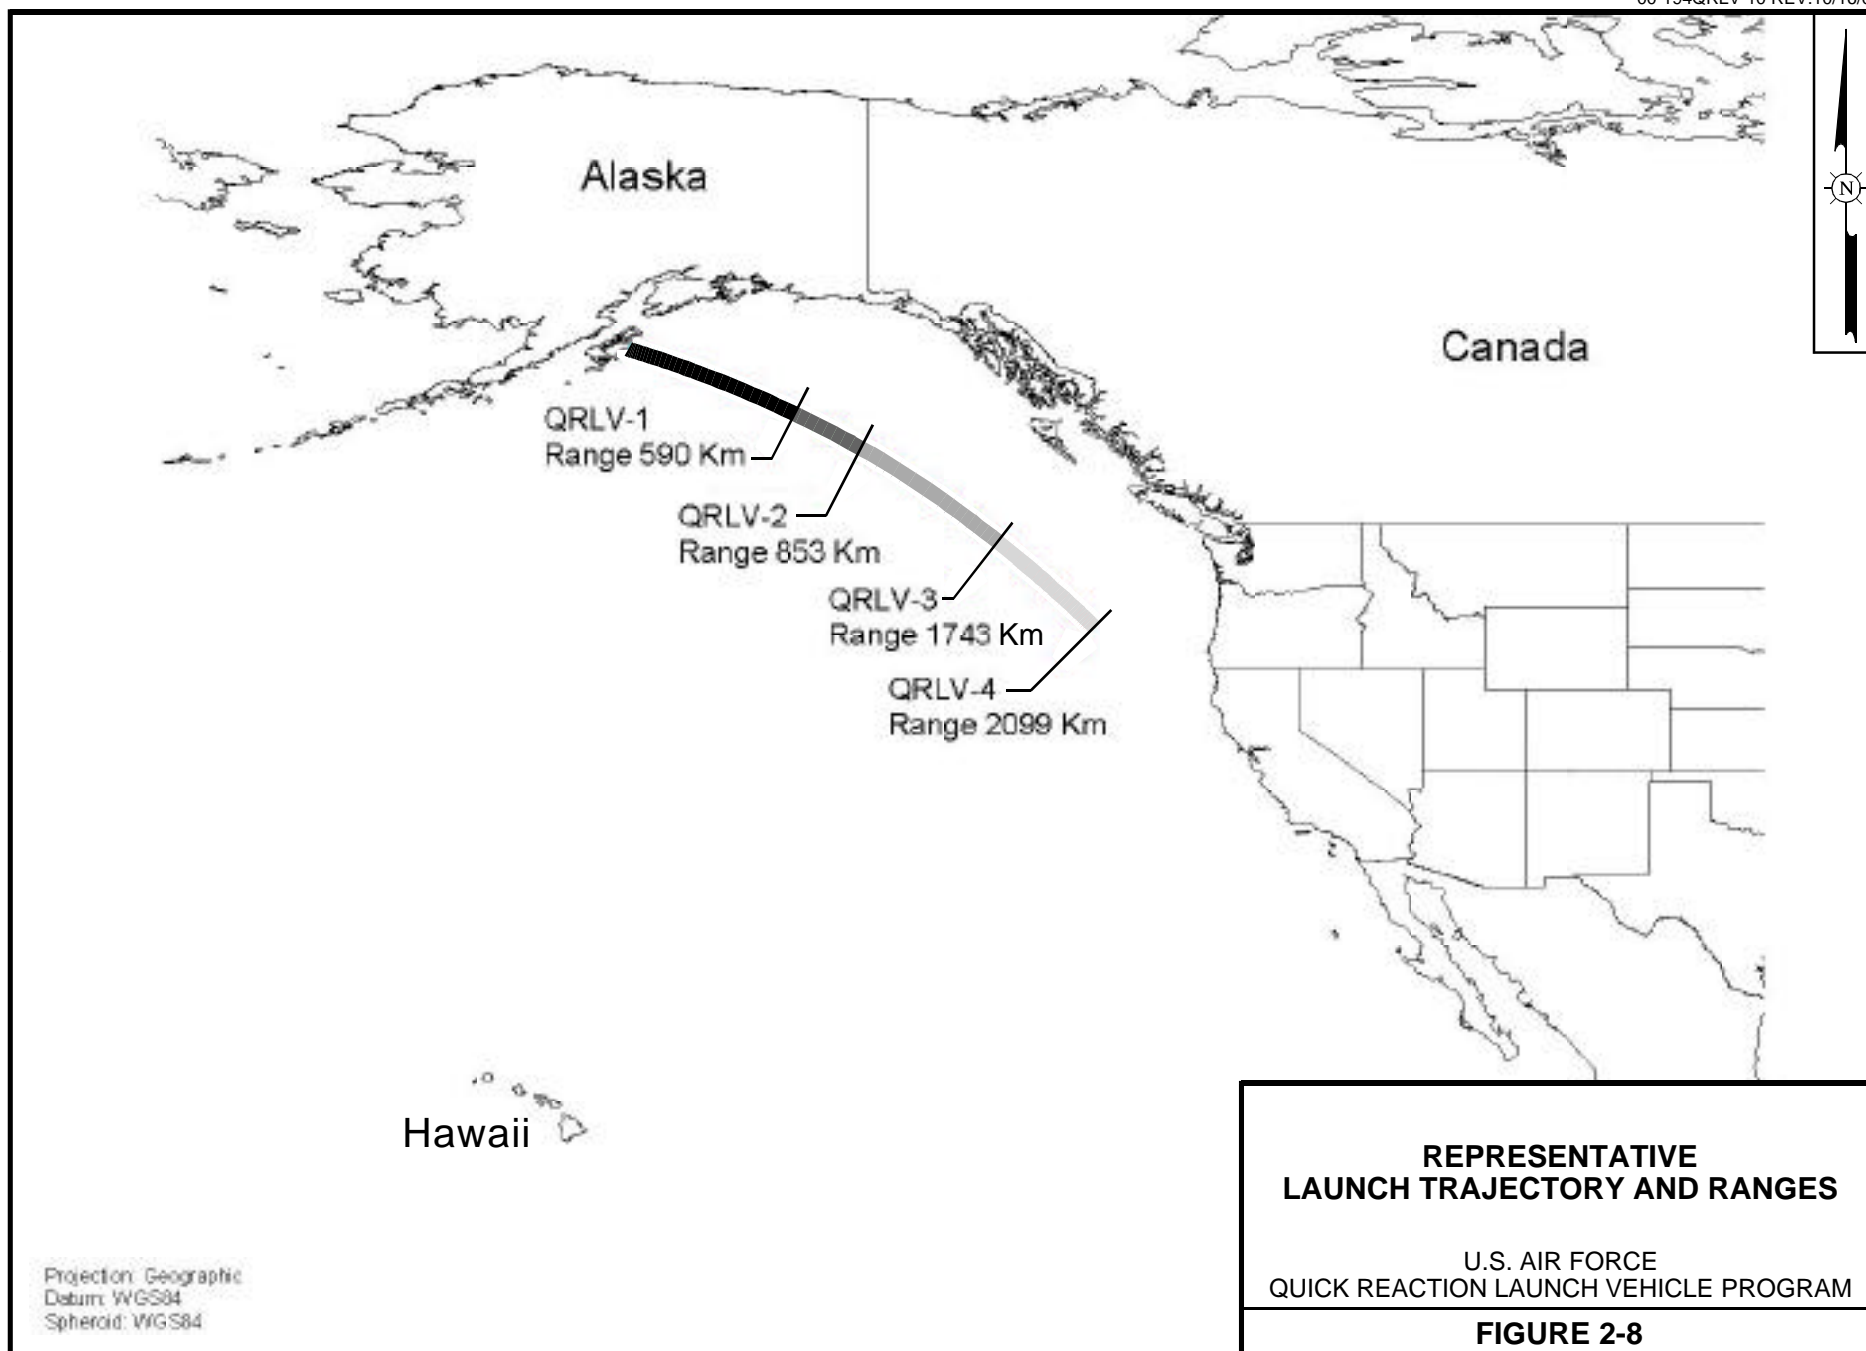 N
Alaska
Canada
QRLV-1
Range 590 Km
QRLV-2
Range 853 Km
QRLV-3
Range 1743 Km
QRLV-4
Range 2099 Km
Hawaii
REPRESENTATIVE
LAUNCH TRAJECTORY AND RANGES
U.S. AIR FORCE
QUICK REACTION LAUNCH VEHICLE PROGRAM
FIGURE 2-8
Projection: Geographic
Datum: WGS84
Spheroid: WGS84